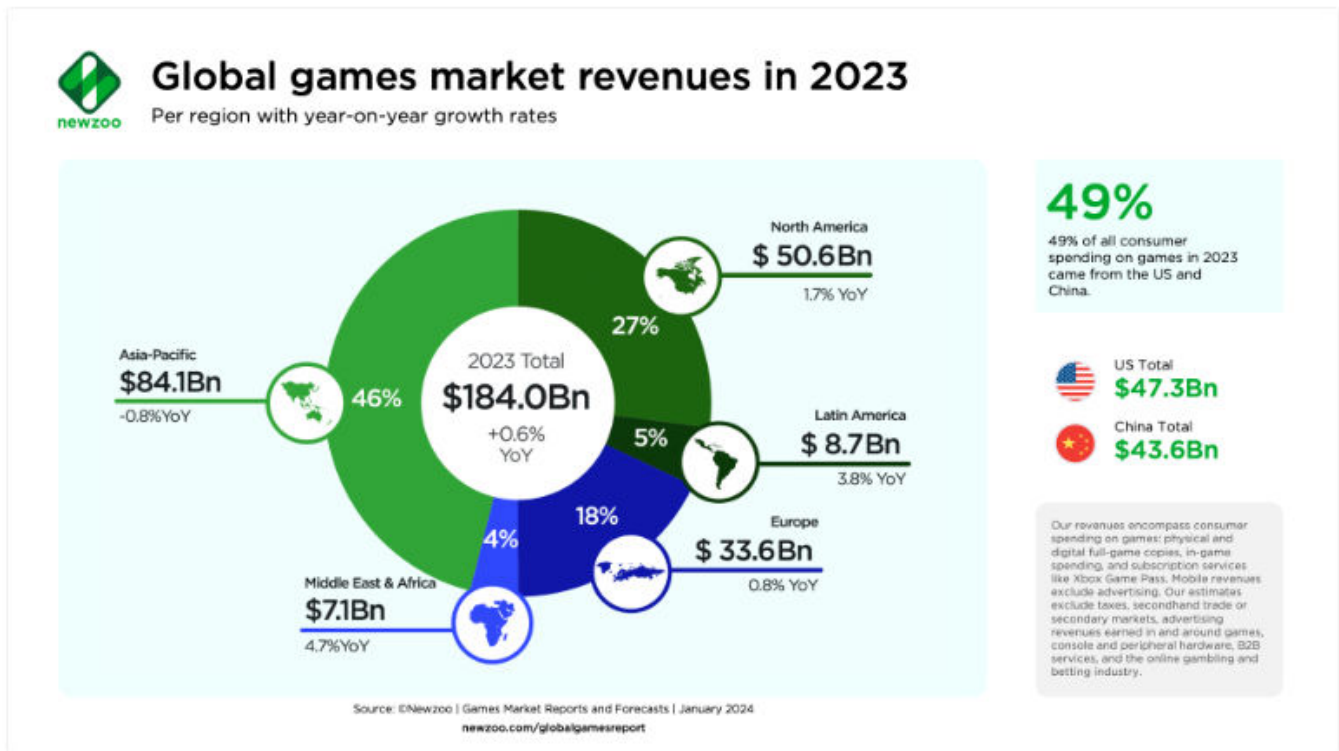 Global games market revenues in 2023
Per region with year-on-year growth rates
newzoo
North America
$ 50.6Bn
1.7% YoY
27%
Asia-Pacific
$84.1Bn
-0.8%YoY
46%
2023 Total
$184.0Bn
+0.6%
YoY
Latin America
$ 8.7Bn
3.8% YoY
5%
Europe
$ 33.6Bn
0.8% YoY
18%
4%
Middle East & Africa
$7.1Bn
4.7%YoY
49%
49% of all consumer
spending on games in 2023
came from the US and
China.
US Total
$47.3Bn
China Total
$43.6Bn
Our revenues encompass consumer
spending on games: physical and
digital full-game copies, in-game
spending, and subscription services
like Xbox Game Pass. Mobile revenues
exclude advertising. Our estimates
exclude taxes, secondhand trade or
secondary markets, advertising
revenues earned in and around games,
console and peripheral hardware, B2B
services, and the online gambling and
betting industry.
Source: ©Newzoo | Games Market Reports and Forecasts | January 2024
newzoo.com/globalgamesreport